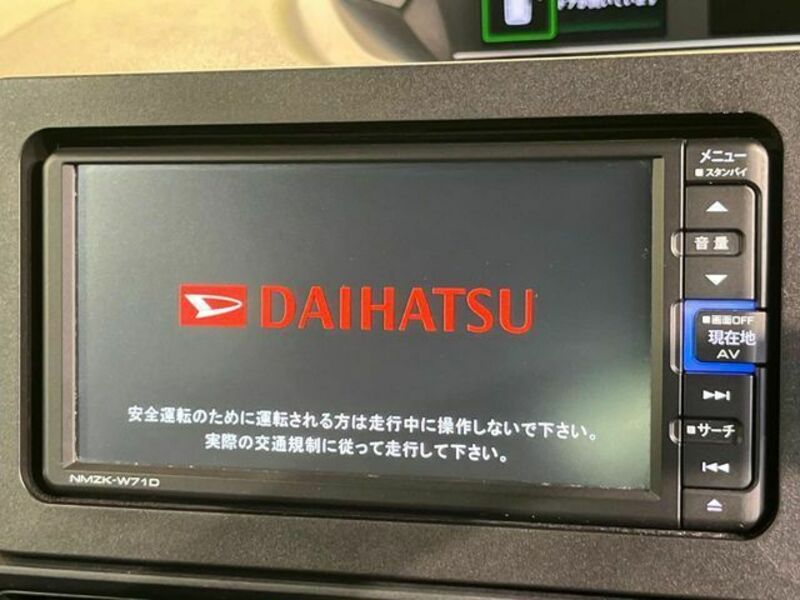 メニュー
■スタンバイ
音量
DAIHATSU
■画面OFF
現在地
AV
安全運転のために運転される方は走行中に操作しないで下さい。
実際の交通規制に従って走行して下さい。
■サーチ
NMZK-W71D